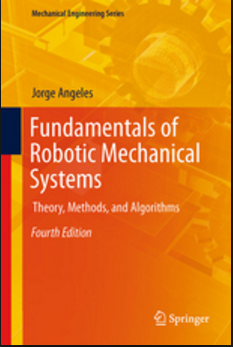 Mechanical Engineering Series
Jorge Angeles
Fundamentals of
Robotic Mechanical
Systems
Theory, Methods, and Algorithms
Fourth Edition
Springer